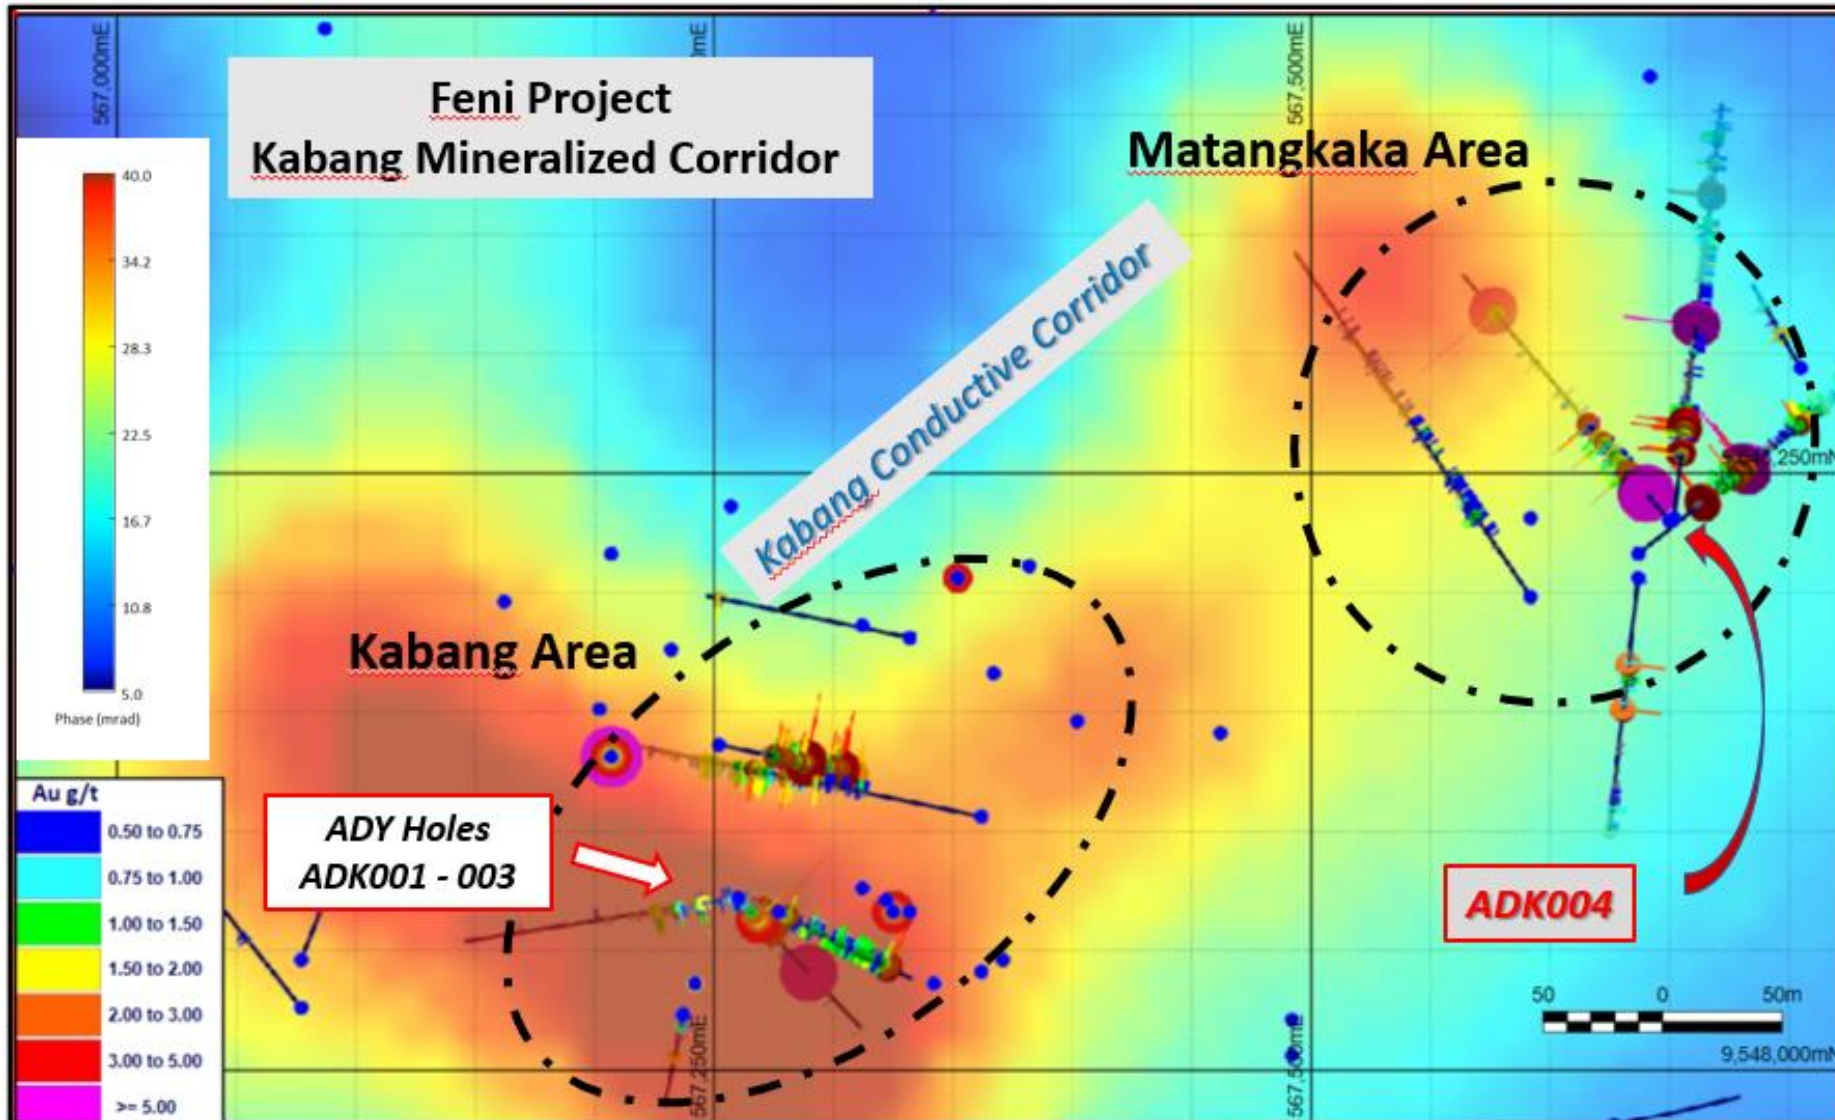 567,000mE
mE
567,500mE
Feni Project
Kabang Mineralized Corridor
Matangkaka Area
40.0
34.2
28.3
22.5
16.7
10.8
5.0
Phase (mrad)
Kabang Conductive Corridor
,250mN
Kabang Area
Au g/t
0.50 to 0.75
0.75 to 1.00
1.00 to 1.50
1.50 to 2.00
2.00 to 3.00
3.00 to 5.00
>= 5.00
ADY Holes
ADK001 - 003
ADK004
50 0 50m
9,548,000mN
567,250mE
567,500mE